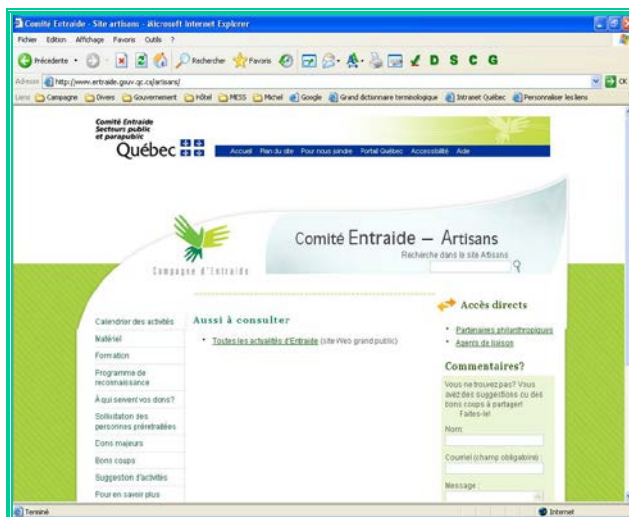 Comité Entraide - Site artisans - Microsoft Internet Explorer
Fichier Edition Affichage Favoris Outils ?
Précédente Rechercher Favoris D S C G
Adresse http://www.entraide.gouv.qc.ca/artisans/ OK
Liens Campagne Divers Gouvernement Hôtel MESS Michel Google Grand dictionnaire terminologique Intranet Québec Personnaliser les liens
Comité Entraide
Secteurs public
et parapublic
Québec
Accueil Plan du site Pour nous joindre Portail Québec Accessibilité Aide
Comité Entraide – Artisans
Recherche dans le site Artisans
Campagne d'Entraide
Accès directs
Partenaires philanthropiques
Agents de liaison
Calendrier des activités
Matériel
Formation
Programme de
reconnaissance
À qui servent vos dons?
Sollicitation des
personnes préretraitées
Dons majeurs
Bons coups
Suggestion d'activités
Pour en savoir plus
Aussi à consulter
Toutes les actualités d'Entraide (site Web grand public)
Commentaires?
Vous ne trouvez pas? Vous
avez des suggestions ou des
bons coups à partager!
Faites-le!
Nom:
Courriel (champ obligatoire) :
Message :
Terminé Internet